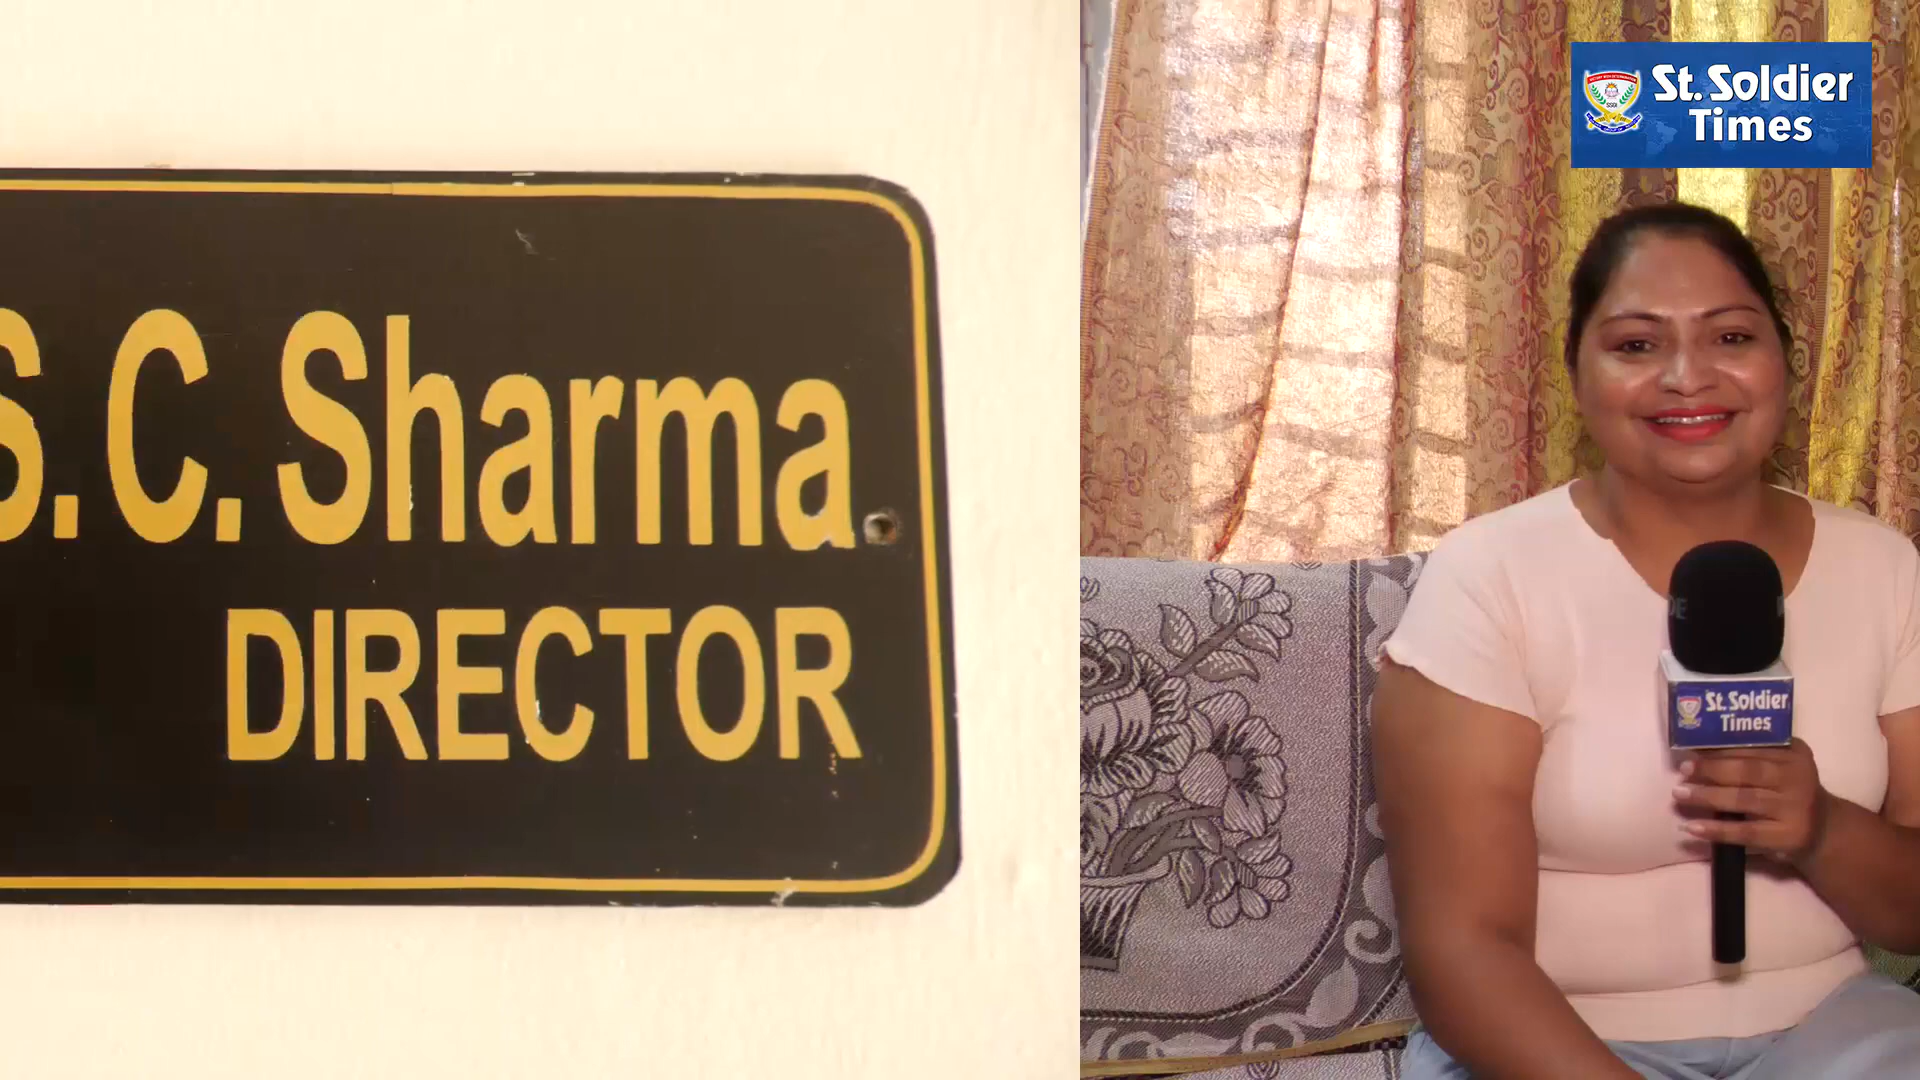 S. C. Sharma
DIRECTOR
St. Soldier
Times
St. Soldier
Times